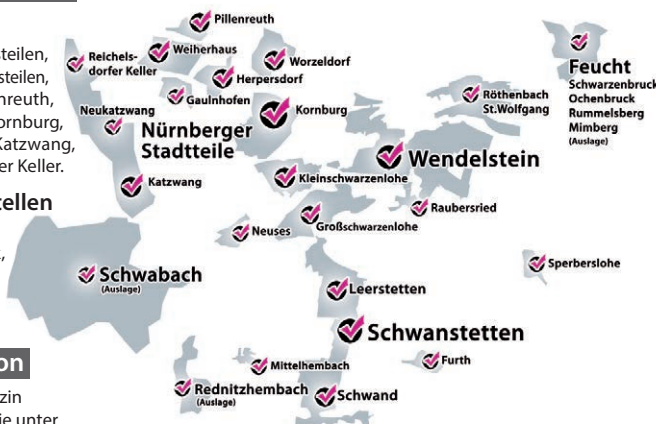 teilen,
steilen,
nreuth,
ornburg,
Katzwang,
er Keller.
tellen
on
zin
ie unter
Pillenreuth
Reichels-
dorfer Keller
Weiherhaus
Worzeldorf
Herpersdorf
Gaulnhofen
Neukatzwang
Kornburg
Nürnberger
Stadtteile
Katzwang
Feucht
Schwarzenbruck
Ochenbruck
Rummelsberg
Mimberg
(Auslage)
Röthenbach
St.Wolfgang
Wendelstein
Kleinschwarzenlohe
Raubersried
Großschwarzenlohe
Neuses
Sperberslohe
Schwabach
(Auslage)
Leerstetten
Schwanstetten
Mittelhembach
Furth
Rednitzhembach
(Auslage)
Schwand